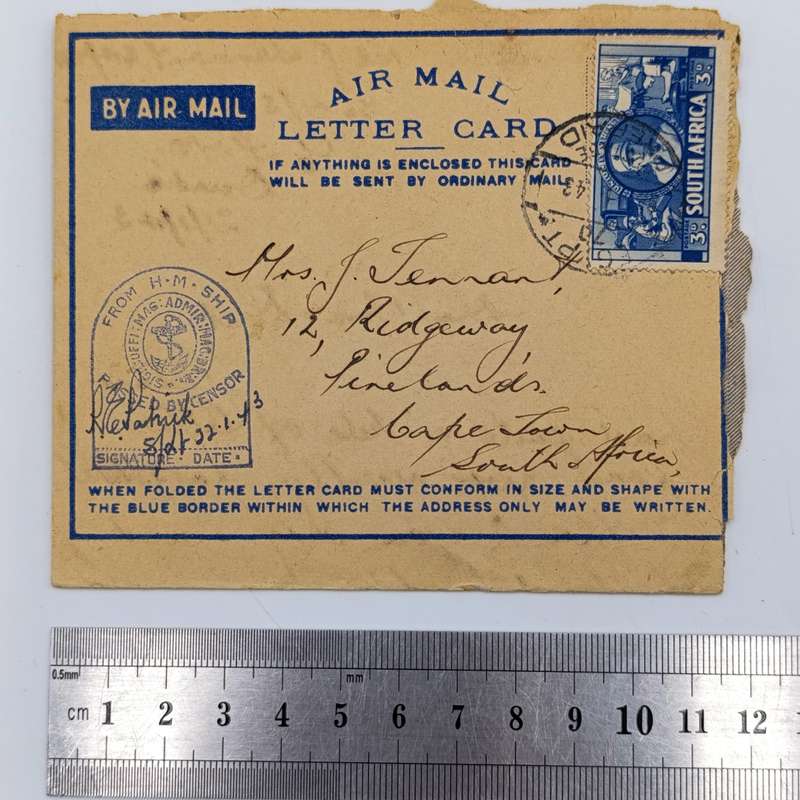 BY AIR MAIL
AIR MAIL
LETTER CARD
IF ANYTHING IS ENCLOSED THIS CARD
WILL BE SENT BY ORDINARY MAIL
3D
SOUTH AFRICA
3D
43
Mrs. J. Tennant,
12, Ridgeway,
Pinelands.
Cape Town
South Africa,
FROM H·M·SHIP
PASSED BY CENSOR
22.1.43
SIGNATURE DATE
WHEN FOLDED THE LETTER CARD MUST CONFORM IN SIZE AND SHAPE WITH
THE BLUE BORDER WITHIN WHICH THE ADDRESS ONLY MAY BE WRITTEN.
0.5mm
mm
cm 1 2 3 4 5 6 7 8 9 10 11 12